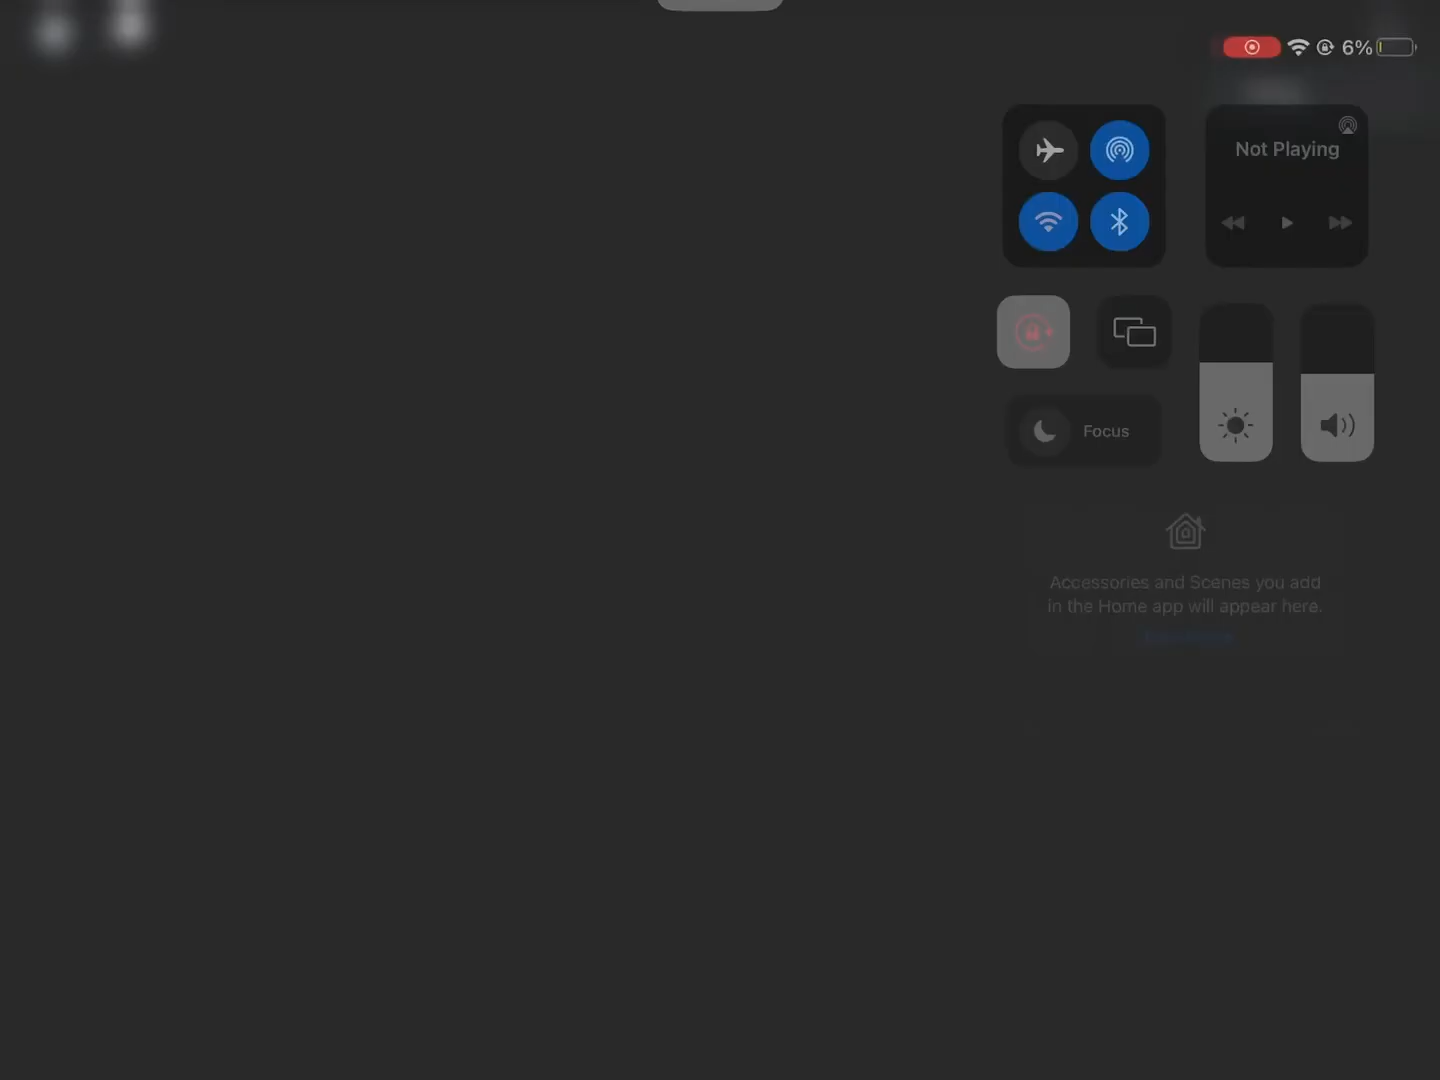 6%
Not Playing
Focus
Accessories and Scenes you add
in the Home app will appear here.